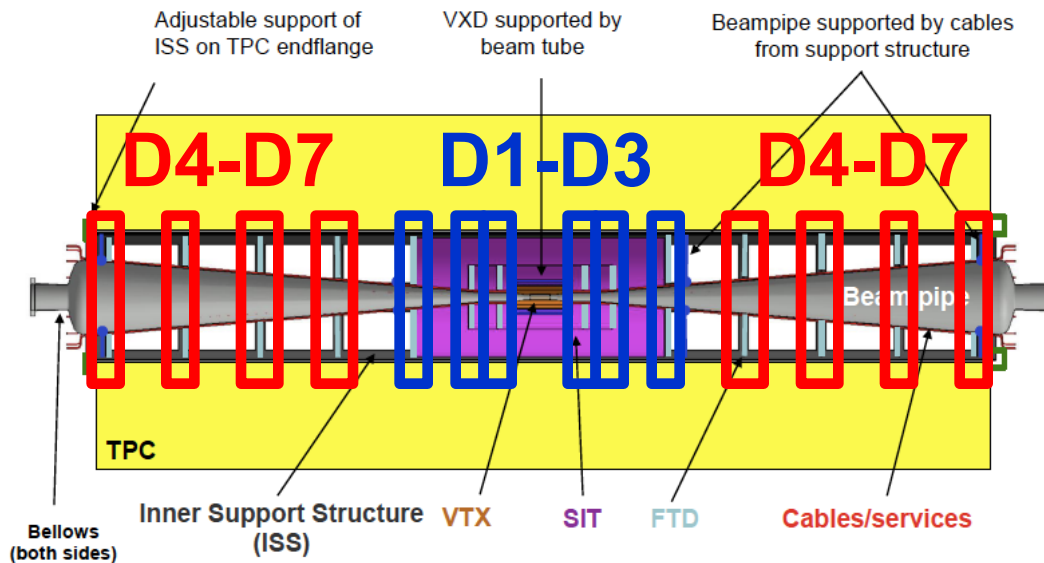 Adjustable support of
ISS on TPC endflange
VXD supported by
beam tube
Beampipe supported by cables
from support structure
D4-D7
D1-D3
D4-D7
Beam pipe
TPC
Bellows
(both sides)
Inner Support Structure
(ISS)
VTX
SIT
FTD
Cables/services